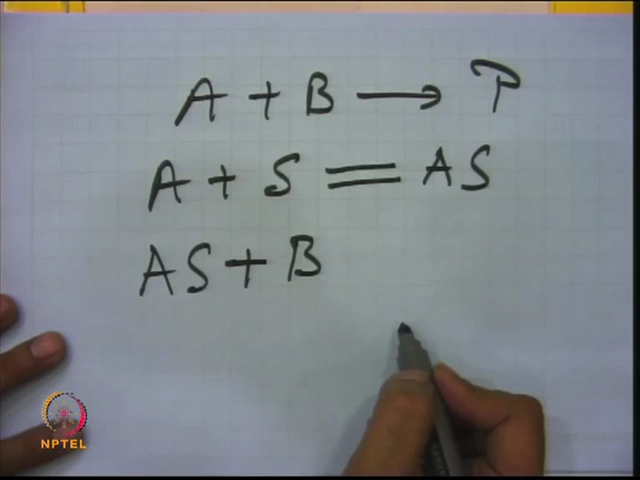 A + B → P
A + S = AS
AS + B
NPTEL